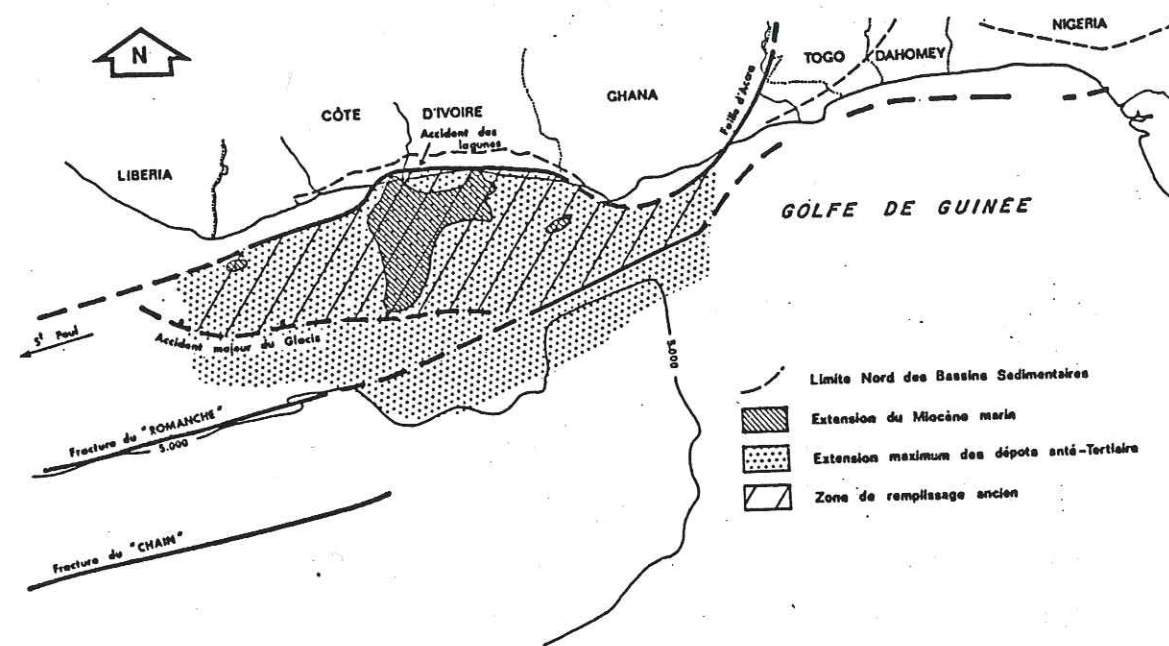 N
NIGERIA
TOGO
DAHOMEY
GHANA
CÔTE
D'IVOIRE
Accident des
lagunes
Faille d'Accra
LIBERIA
GOLFE DE GUINÉE
St Paul
Accident majeur du Glacis
5.000
Fracture du "ROMANCHE"
5.000
Fracture du "CHAIN"
Limite Nord des Bassins Sedimentaires
Extension du Miocène marin
Extension maximum des dépots anté-Tertiaire
Zone de remplissage ancien